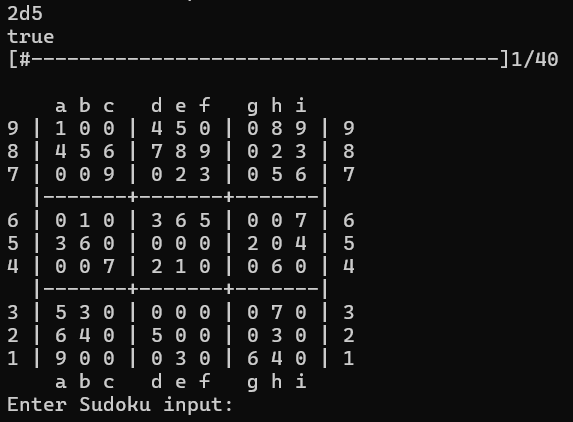 2d5
true
[#---------------------------------------]1/40
    a b c   d e f   g h i
9 | 1 0 0 | 4 5 0 | 0 8 9 | 9
8 | 4 5 6 | 7 8 9 | 0 2 3 | 8
7 | 0 0 9 | 0 2 3 | 0 5 6 | 7
  |-------+-------+-------|
6 | 0 1 0 | 3 6 5 | 0 0 7 | 6
5 | 3 6 0 | 0 0 0 | 2 0 4 | 5
4 | 0 0 7 | 2 1 0 | 0 6 0 | 4
  |-------+-------+-------|
3 | 5 3 0 | 0 0 0 | 0 7 0 | 3
2 | 6 4 0 | 5 0 0 | 0 3 0 | 2
1 | 9 0 0 | 0 3 0 | 6 4 0 | 1
    a b c   d e f   g h i
Enter Sudoku input: